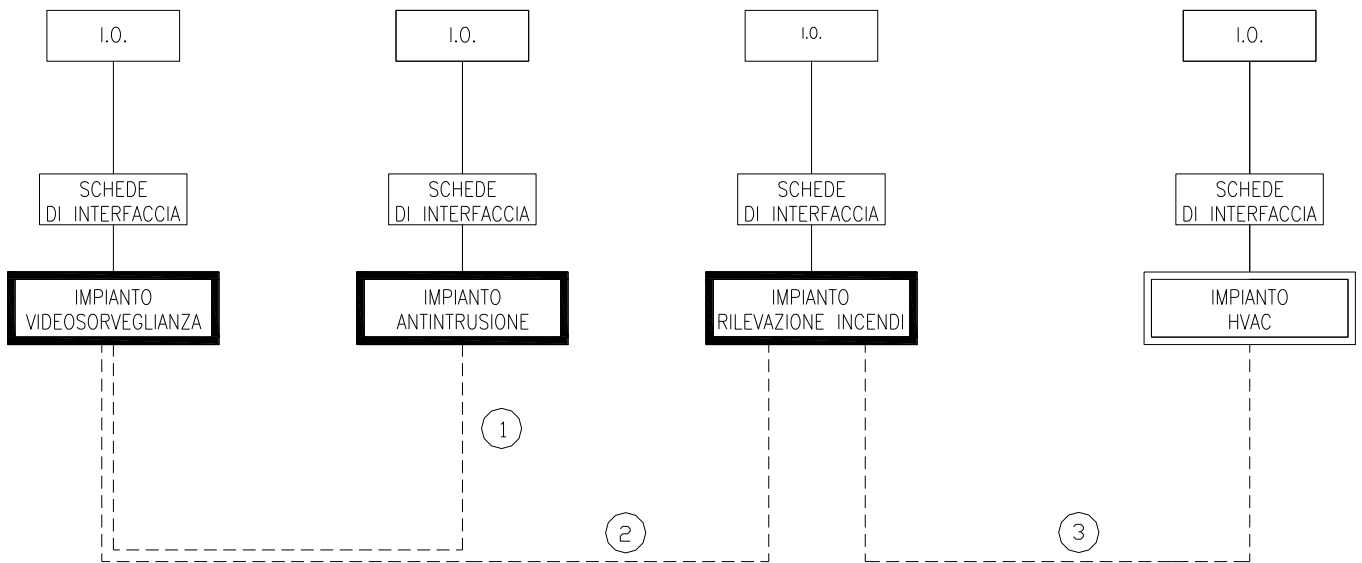 I.O.
I.O.
I.O.
I.O.
SCHEDE
DI INTERFACCIA
SCHEDE
DI INTERFACCIA
SCHEDE
DI INTERFACCIA
SCHEDE
DI INTERFACCIA
IMPIANTO
VIDEOSORVEGLIANZA
IMPIANTO
ANTINTRUSIONE
IMPIANTO
RILEVAZIONE INCENDI
IMPIANTO
HVAC
1
2
3